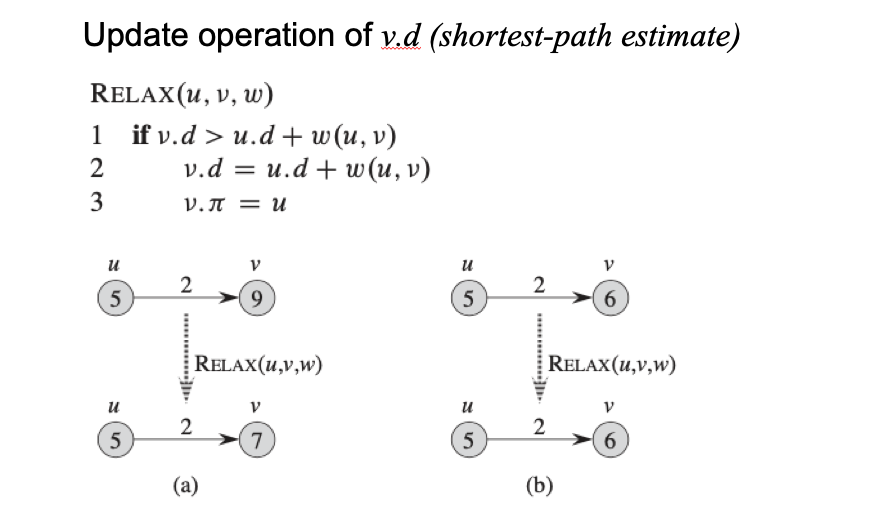 Update operation of v.d (shortest-path estimate)
RELAX(u, v, w)
1 if v.d > u.d + w(u, v)
2 v.d = u.d + w(u, v)
3 v.π = u
u v
5 2 9
RELAX(u,v,w)
u v
5 2 7
(a)
u v
5 2 6
RELAX(u,v,w)
u v
5 2 6
(b)